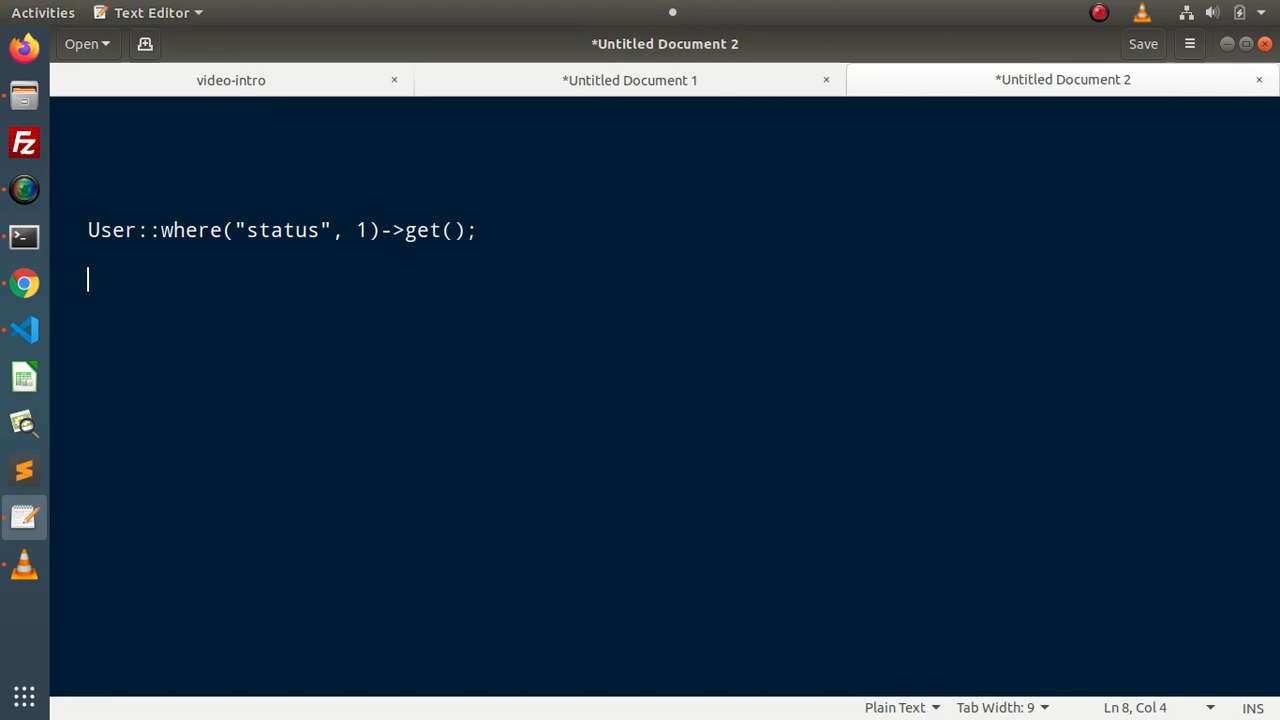 Activities Text Editor
Open *Untitled Document 2 Save
video-intro × *Untitled Document 1 × *Untitled Document 2 ×
User::where("status", 1)->get();
Plain Text Tab Width: 9 Ln 8, Col 4 INS